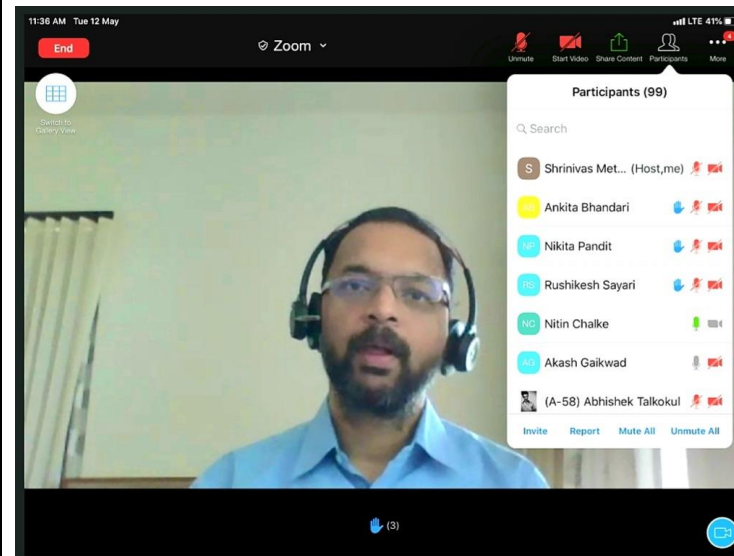 11:36 AM Tue 12 May
LTE 41%
End
Zoom
Unmute
Start Video
Share Content
Participants
4
More
Switch to
Gallery View
Participants (99)
Search
S Shrinivas Met... (Host,me)
Ankita Bhandari
NP Nikita Pandit
RS Rushikesh Sayari
NC Nitin Chalke
AG Akash Gaikwad
(A-58) Abhishek Talkokul
Invite Report Mute All Unmute All
(3)